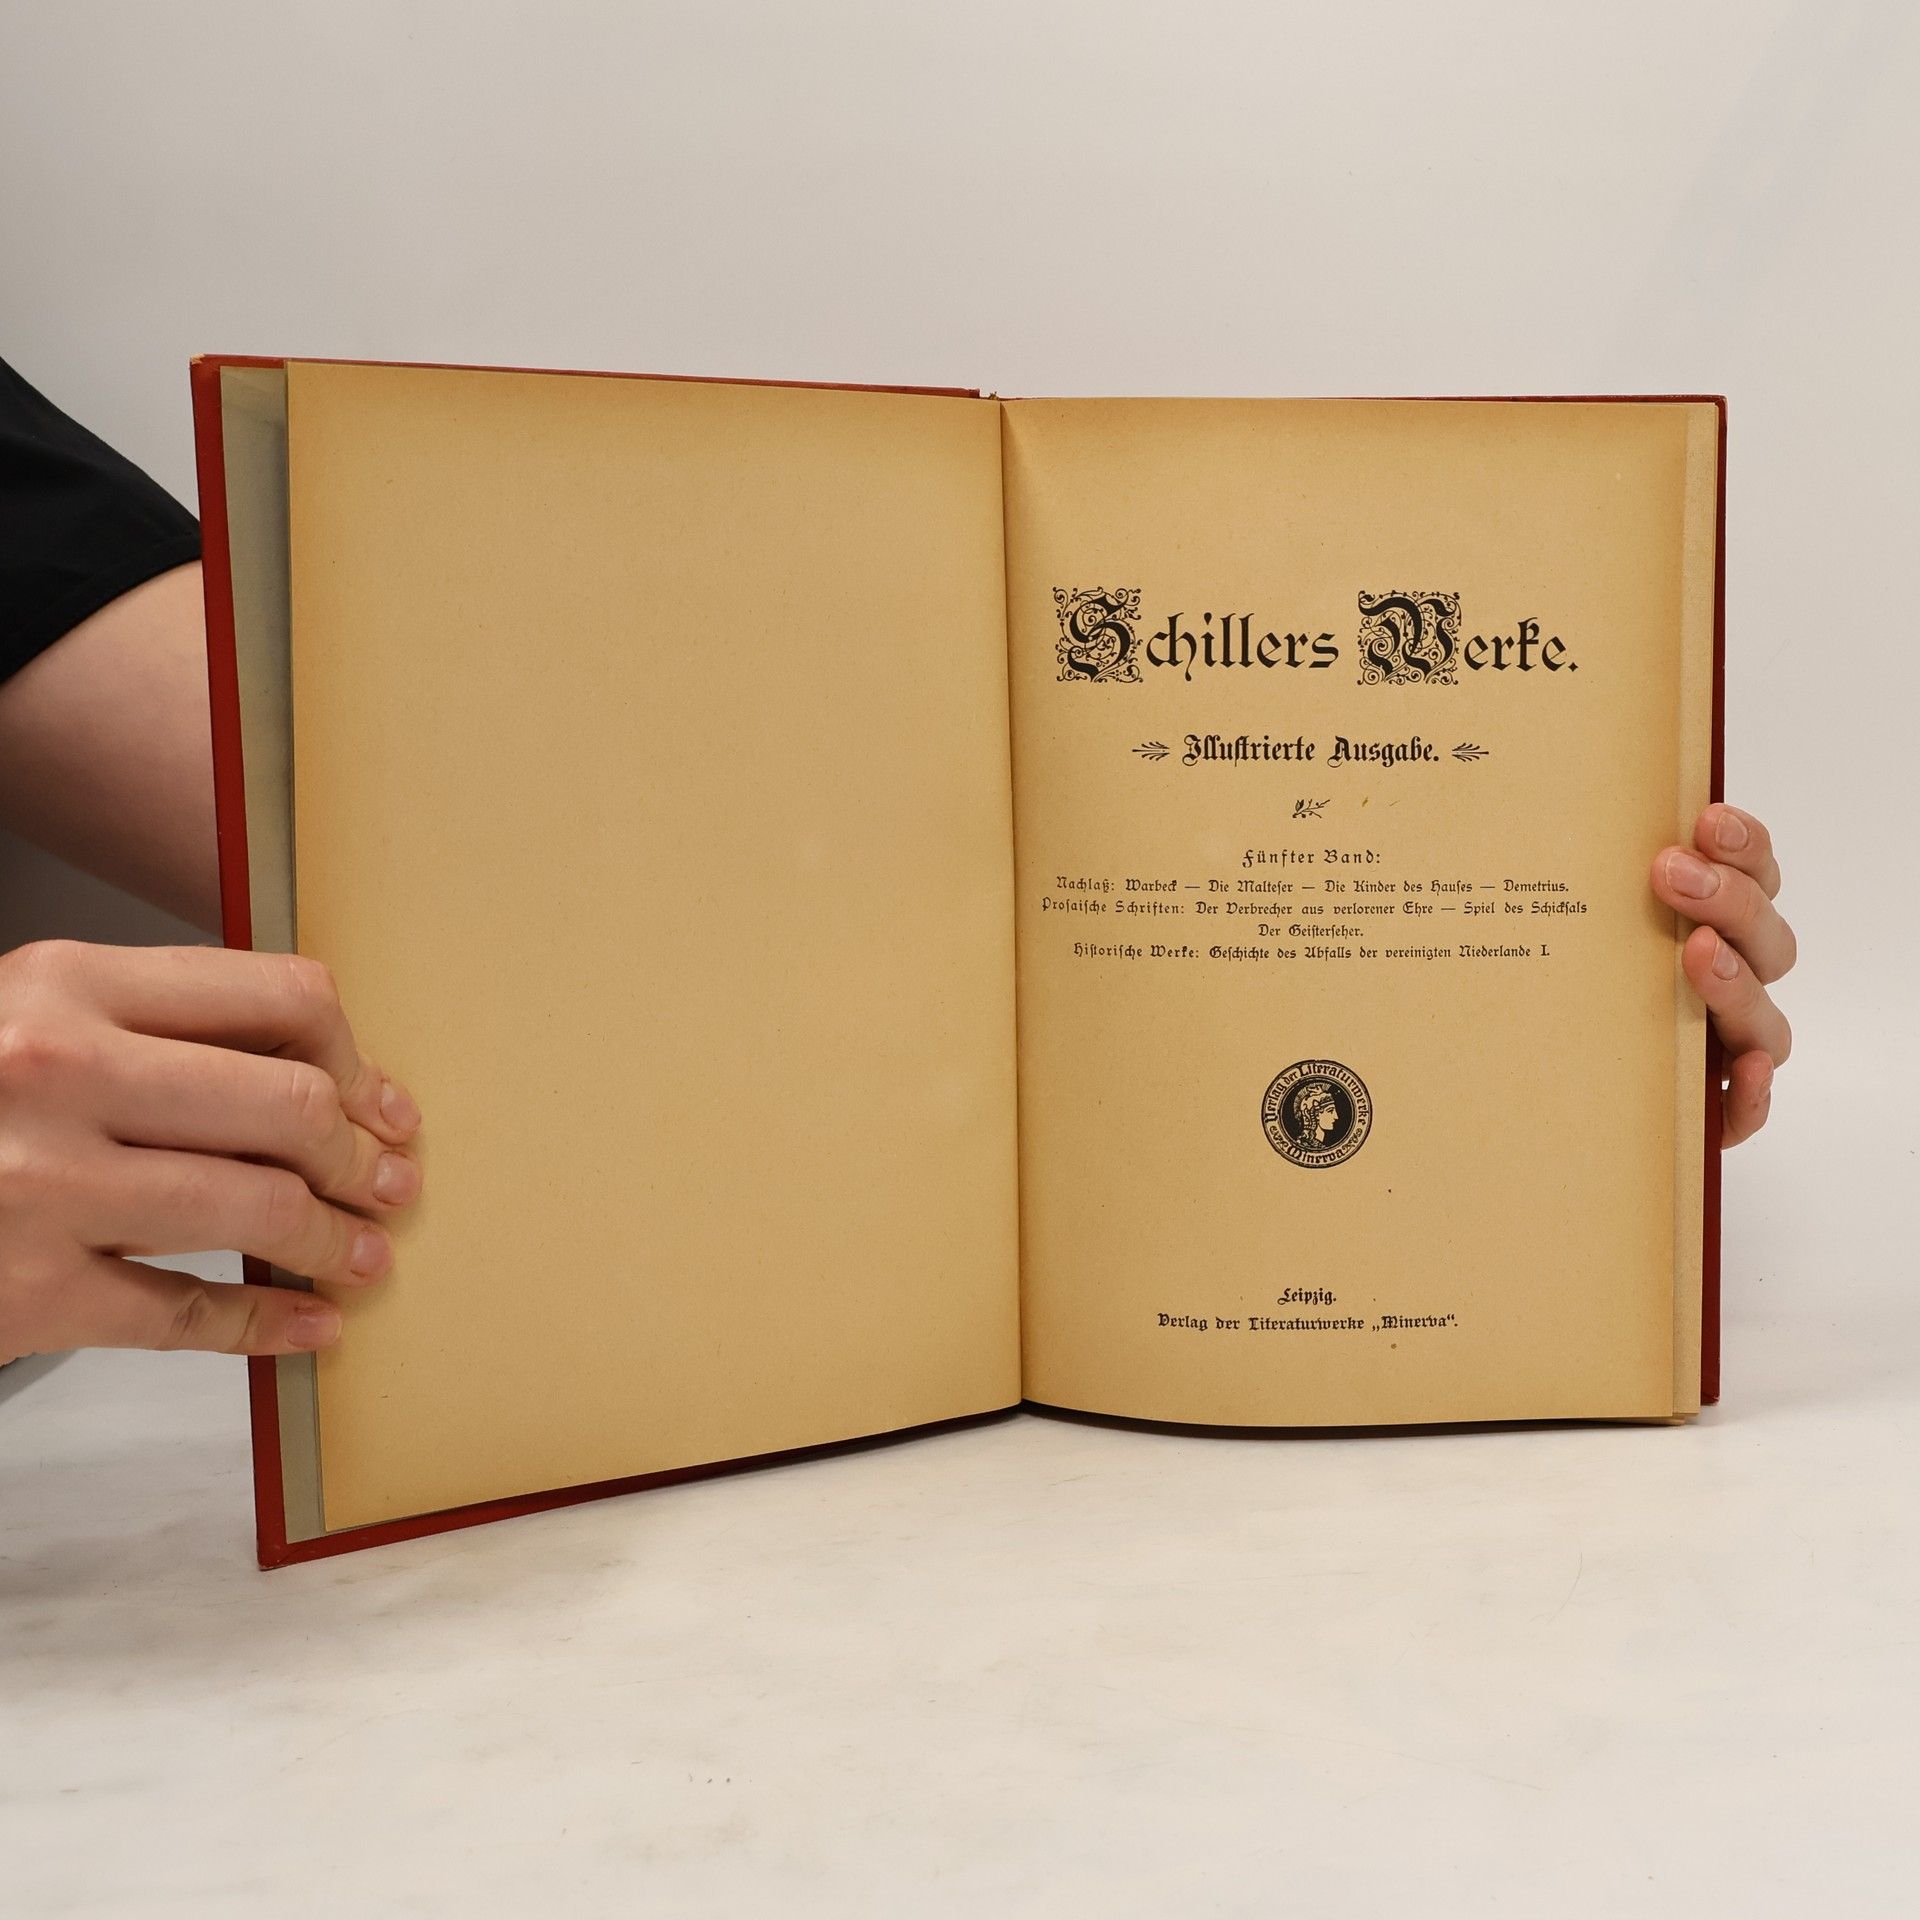 Schillers Werke.
Illustrierte Ausgabe.
Fünfter Band:
Nachlaß: Warbeck — Die Malteser — Die Kinder des Hauses — Demetrius.
Prosaische Schriften: Der Verbrecher aus verlorener Ehre — Spiel des Schicksals
Der Geisterseher.
Historische Werke: Geschichte des Abfalls der vereinigten Niederlande I.
Verlag der Literaturwerke
Minerva
Leipzig.
Verlag der Literaturwerke „Minerva“.